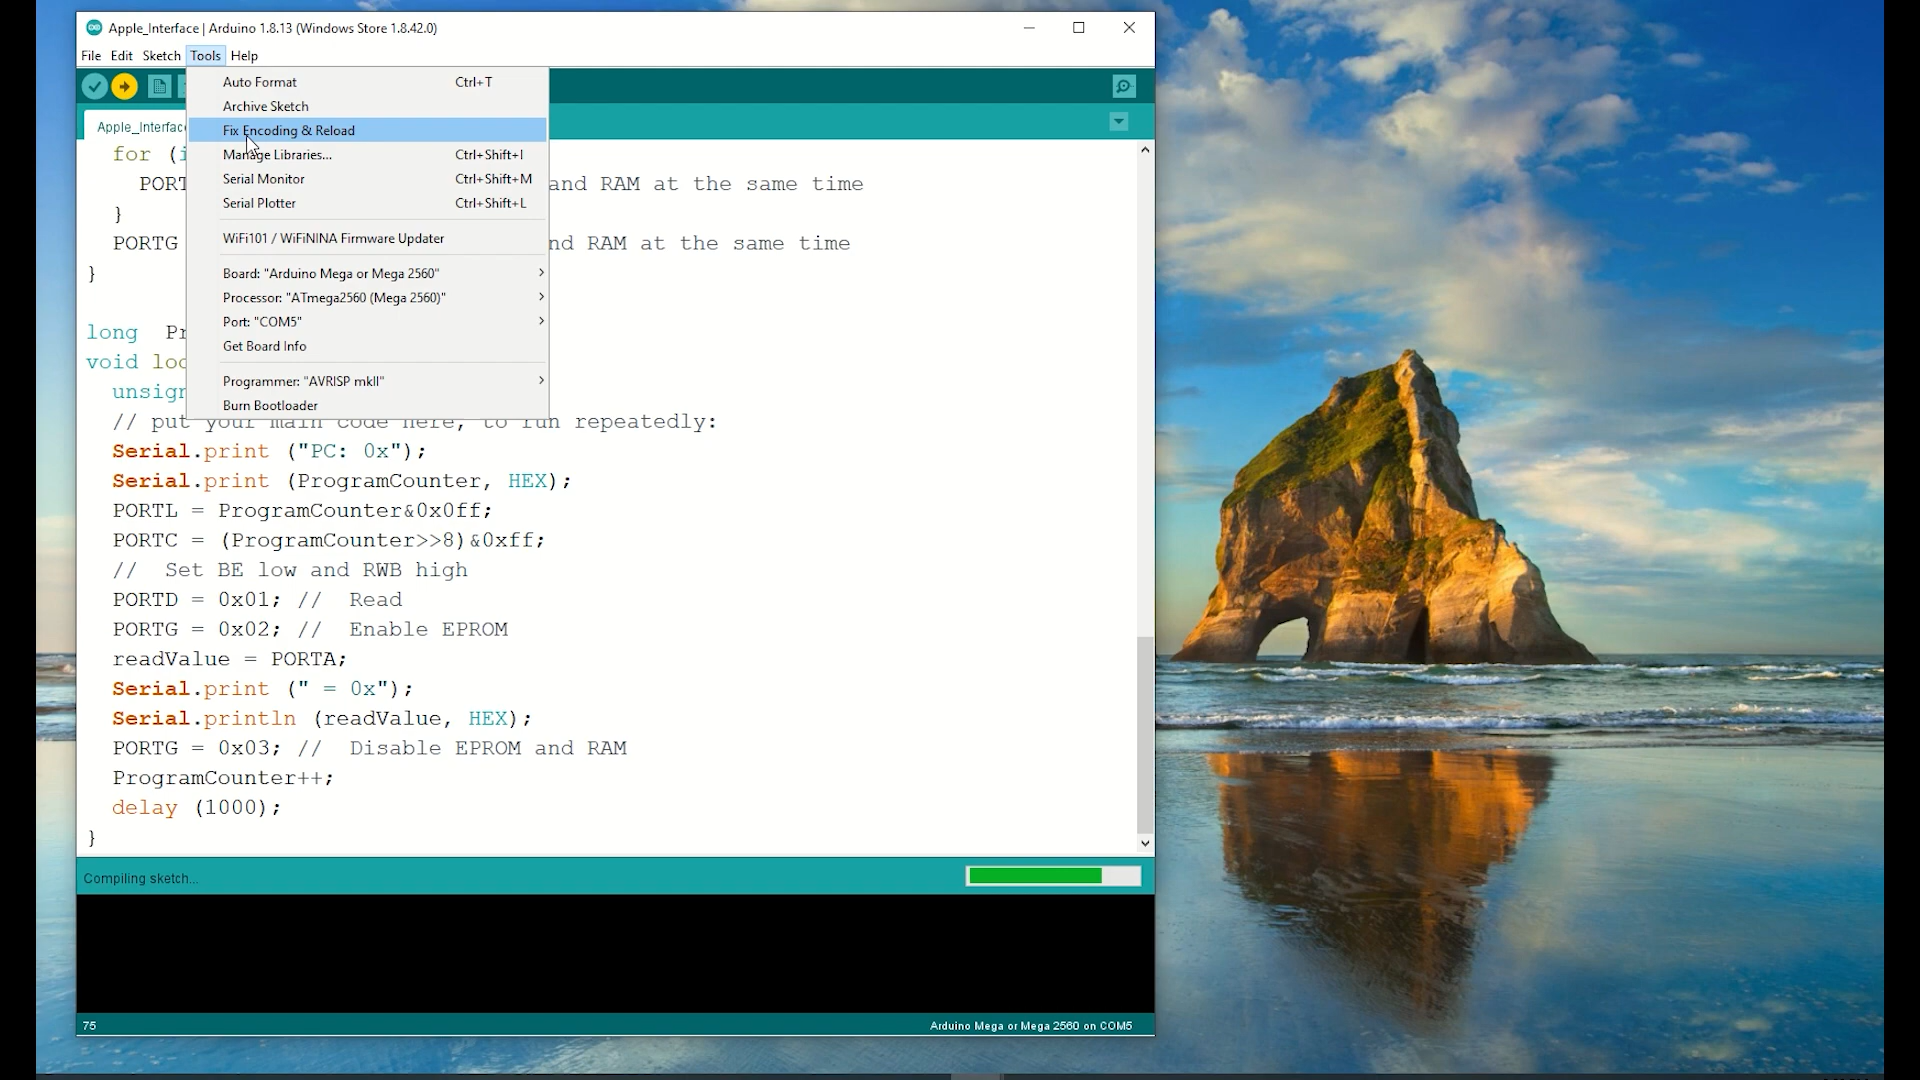 Apple_Interface | Arduino 1.8.13 (Windows Store 1.8.42.0)
File Edit Sketch Tools Help
Auto Format Ctrl+T
Archive Sketch
Apple_Interface
Fix Encoding & Reload
for (i
Manage Libraries... Ctrl+Shift+I
PORT
Serial Monitor Ctrl+Shift+M
and RAM at the same time
Serial Plotter Ctrl+Shift+L
}
PORTG
WiFi101 / WiFiNINA Firmware Updater
nd RAM at the same time
}
Board: "Arduino Mega or Mega 2560"
Processor: "ATmega2560 (Mega 2560)"
Port: "COM5"
long Pr
Get Board Info
void loo
Programmer: "AVRISP mkII"
unsign
Burn Bootloader
// put your main code here, to run repeatedly:
Serial.print ("PC: 0x");
Serial.print (ProgramCounter, HEX);
PORTL = ProgramCounter&0x0ff;
PORTC = (ProgramCounter>>8)&0xff;
// Set BE low and RWB high
PORTD = 0x01; // Read
PORTG = 0x02; // Enable EPROM
readValue = PORTA;
Serial.print (" = 0x");
Serial.println (readValue, HEX);
PORTG = 0x03; // Disable EPROM and RAM
ProgramCounter++;
delay (1000);
}
Compiling sketch...
75 Arduino Mega or Mega 2560 on COM5